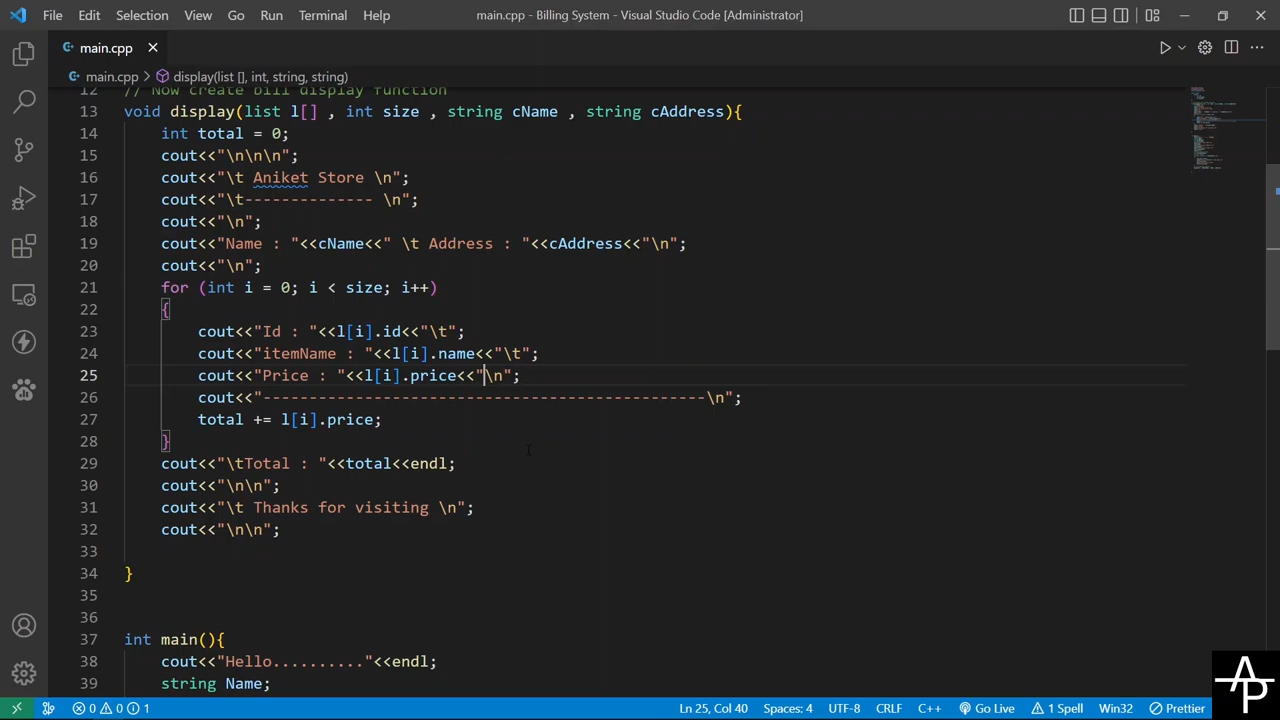 File Edit Selection View Go Run Terminal Help main.cpp - Billing System - Visual Studio Code [Administrator]
main.cpp
main.cpp > display(list [], int, string, string)
12 // Now create bill display function
13 void display(list l[] , int size , string cName , string cAddress){
14 int total = 0;
15 cout<<"\n\n\n";
16 cout<<"\t Aniket Store \n";
17 cout<<"\t-------------- \n";
18 cout<<"\n";
19 cout<<"Name : "<<cName<<" \t Address : "<<cAddress<<"\n";
20 cout<<"\n";
21 for (int i = 0; i < size; i++)
22 {
23 cout<<"Id : "<<l[i].id<<"\t";
24 cout<<"itemName : "<<l[i].name<<"\t";
25 cout<<"Price : "<<l[i].price<<"\n";
26 cout<<"------------------------------------------------\n";
27 total += l[i].price;
28 }
29 cout<<"\tTotal : "<<total<<endl;
30 cout<<"\n\n";
31 cout<<"\t Thanks for visiting \n";
32 cout<<"\n\n";
33
34 }
35
36
37 int main(){
38 cout<<"Hello.........."<<endl;
39 string Name;
AP
0 0 1 Ln 25, Col 40 Spaces: 4 UTF-8 CRLF C++ Go Live 1 Spell Win32 Prettier